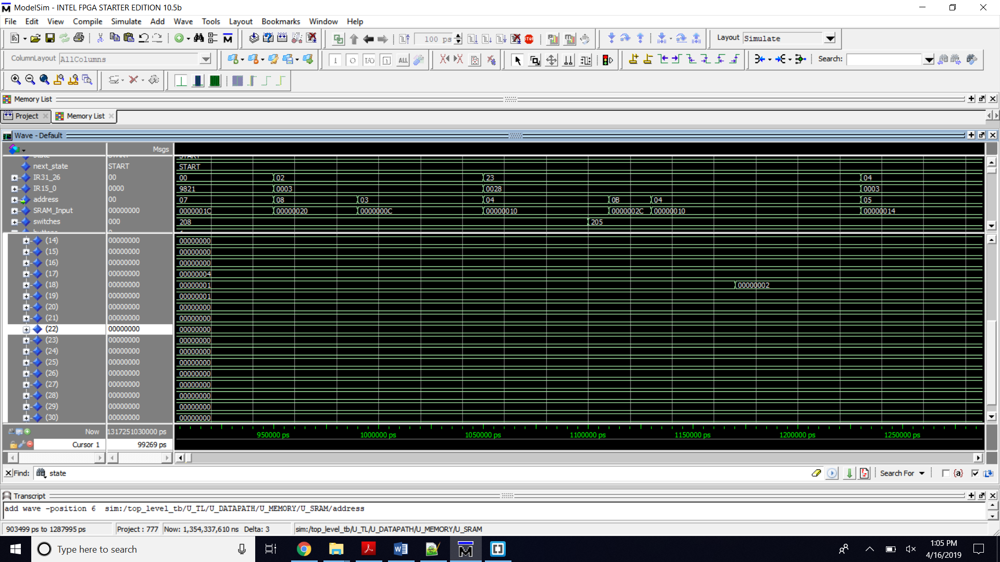 ModelSim - INTEL FPGA STARTER EDITION 10.5b
File Edit View Compile Simulate Add Wave Tools Layout Bookmarks Window Help
100 ps Layout Simulate
ColumnLayout AllColumns Search:
Memory List
Project Memory List
Wave - Default
Msgs
state START START
next_state START START
IR31_26 00 00 02 23 04
IR15_0 0000 9821 0003 0028 0003
address 00 07 08 03 04 0B 04 05
SRAM_Input 00000000 0000001C 00000020 0000000C 00000010 0000002C 00000010 00000014
switches 000 208 205
(14) 00000000 00000000
(15) 00000000 00000000
(16) 00000000 00000000
(17) 00000000 00000004
(18) 00000000 00000001 00000002
(19) 00000000 00000001
(20) 00000000 00000000
(21) 00000000 00000000
(22) 00000000 00000000
(23) 00000000 00000000
(24) 00000000 00000000
(25) 00000000 00000000
(26) 00000000 00000000
(27) 00000000 00000000
(28) 00000000 00000000
(29) 00000000 00000000
(30) 00000000 00000000
Now 1317251030000 ps 950000 ps 1000000 ps 1050000 ps 1100000 ps 1150000 ps 1200000 ps 1250000 ps
Cursor 1 99269 ps
Find: state Search For {a}
Transcript
add wave -position 6  sim:/top_level_tb/U_TL/U_DATAPATH/U_MEMORY/U_SRAM/address
903499 ps to 1287995 ps Project : 777 Now: 1,354,337,610 ns Delta: 3 sim:/top_level_tb/U_TL/U_DATAPATH/U_MEMORY/U_SRAM
Type here to search 1:05 PM
4/16/2019